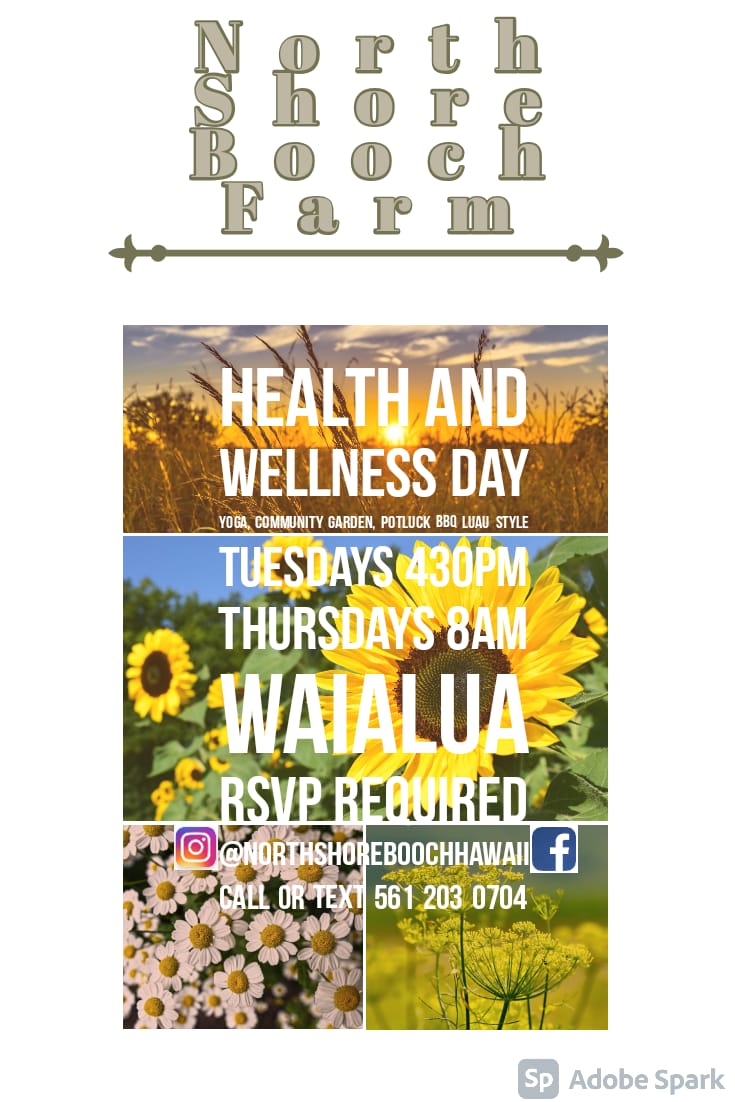 North
Shore
Booch
Farm
HEALTH AND
WELLNESS DAY
YOGA, COMMUNITY GARDEN, POTLUCK BBQ LUAU STYLE
TUESDAYS 430PM
THURSDAYS 8AM
WAIALUA
RSVP REQUIRED
@NORTHSHOREBOOCHHAWAII
CALL OR TEXT 561 203 0704
Sp Adobe Spark